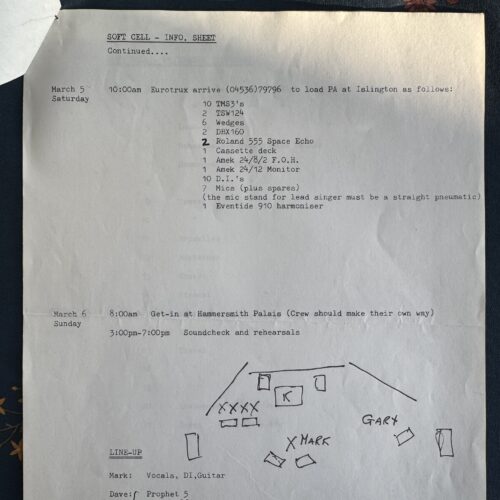 SOFT CELL - INFO, SHEET
Continued....
March 5 10:00am Eurotrux arrive (04536)79796 to load PA at Islington as follows:
Saturday
10 TMS3's
2 TSW124
6 Wedges
2 DBX160
2 Roland 555 Space Echo
1 Cassette deck
1 Amek 24/8/2 F.O.H.
1 Amek 24/12 Monitor
10 D.I.'s
7 Mics (plus spares)
(the mic stand for lead singer must be a straight pneumatic)
1 Eventide 910 harmoniser
March 6 8:00am Get-in at Hammersmith Palais (Crew should make their own way)
Sunday
3:00pm-7:00pm Soundcheck and rehearsals
K
XXXX
GARY
X MARK
LINE-UP
Mark: Vocals, DI,Guitar
Dave: Prophet 5